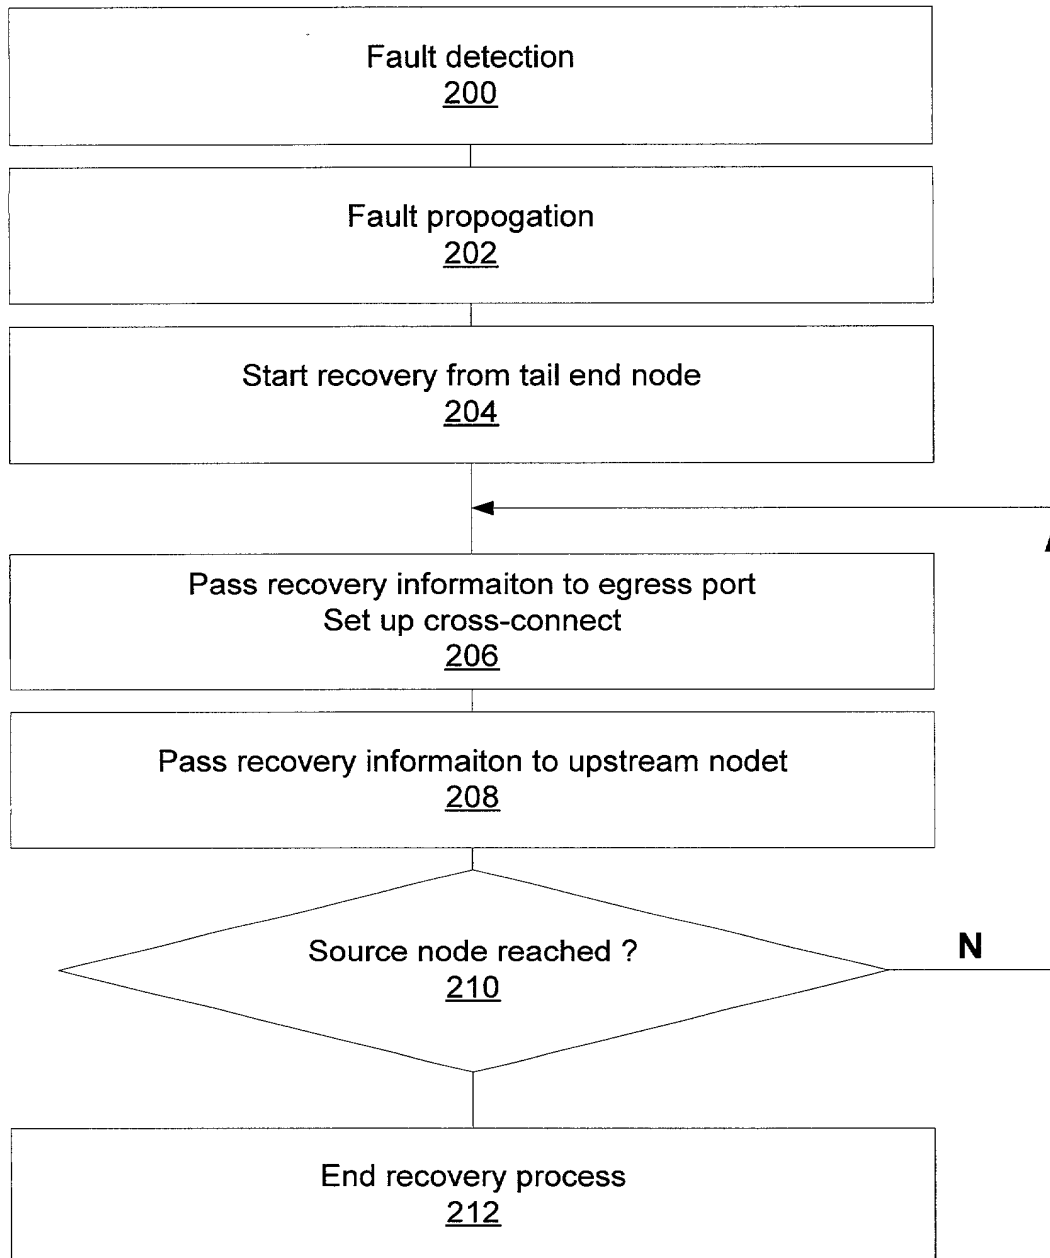 Fault detection
200
Fault propogation
202
Start recovery from tail end node
204
Pass recovery informaiton to egress port
Set up cross-connect
206
Pass recovery informaiton to upstream nodet
208
Source node reached ?
210
N
End recovery process
212